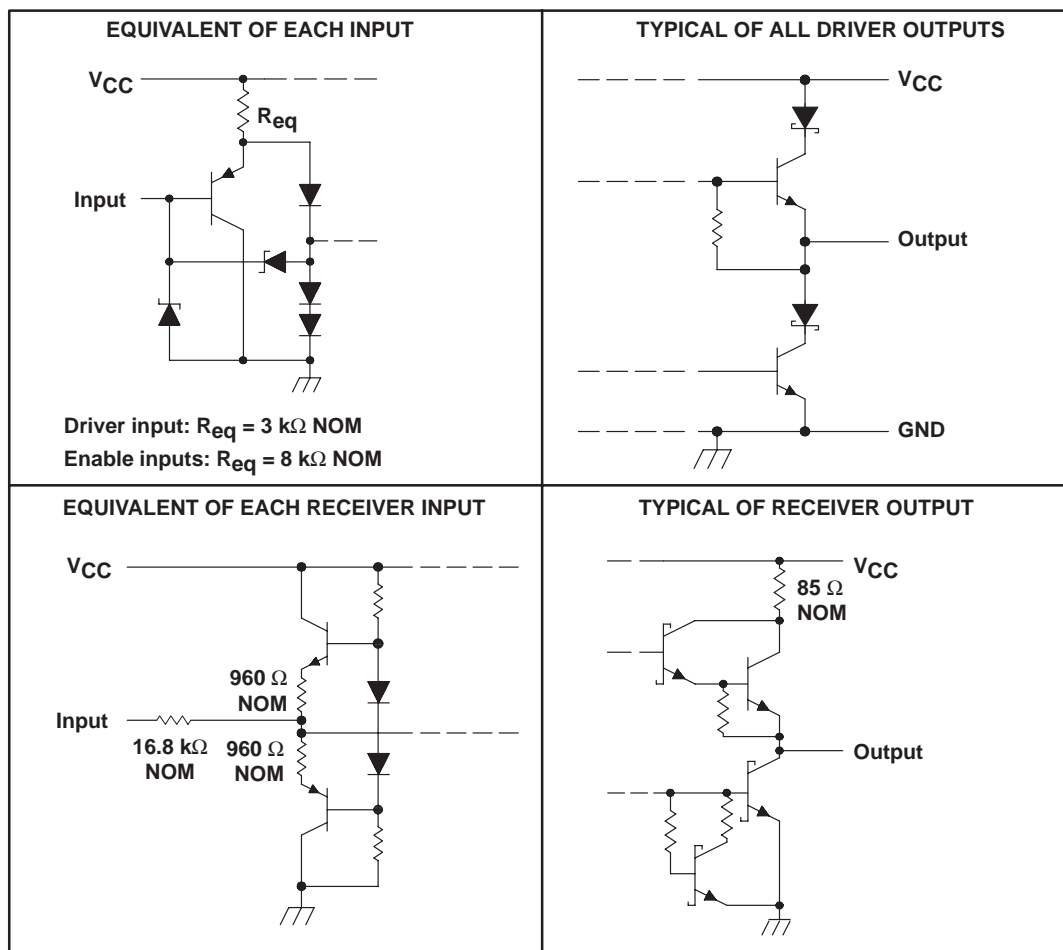 EQUIVALENT OF EACH INPUT
VCC
Req
Input
Driver input: Req = 3 kΩ NOM
Enable inputs: Req = 8 kΩ NOM
TYPICAL OF ALL DRIVER OUTPUTS
VCC
Output
GND
EQUIVALENT OF EACH RECEIVER INPUT
VCC
960 Ω
NOM
Input
16.8 kΩ
NOM
960 Ω
NOM
TYPICAL OF RECEIVER OUTPUT
VCC
85 Ω
NOM
Output